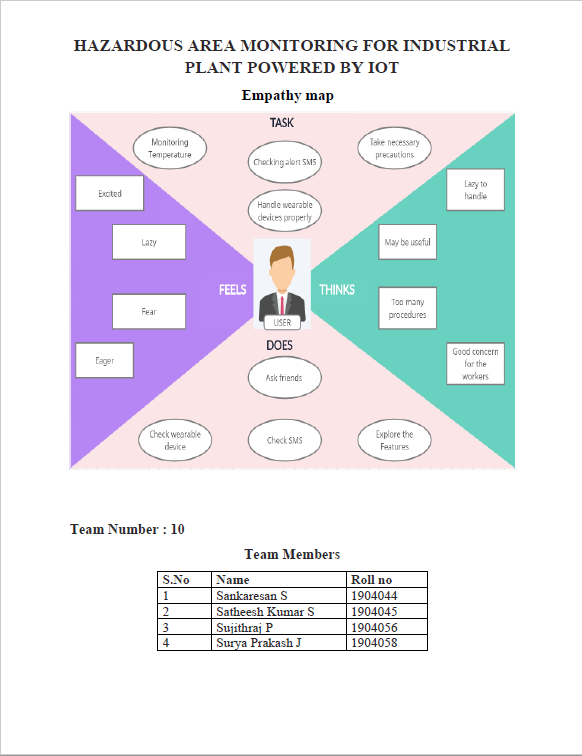 HAZARDOUS AREA MONITORING FOR INDUSTRIAL
PLANT POWERED BY IOT
Empathy map
TASK
Monitoring
Temperature
Checking alert SMS
Take necessary
precautions
Handle wearable
devices properly
Excited
Lazy
Fear
Eager
FEELS
USER
THINKS
Lazy to
handle
May be useful
Too many
procedures
Good concern
for the
workers
DOES
Ask friends
Check wearable
device
Check SMS
Explore the
Features
Team Number : 10
Team Members
S.No Name Roll no
1 Sankaresan S 1904044
2 Satheesh Kumar S 1904045
3 Sujithraj P 1904056
4 Surya Prakash J 1904058